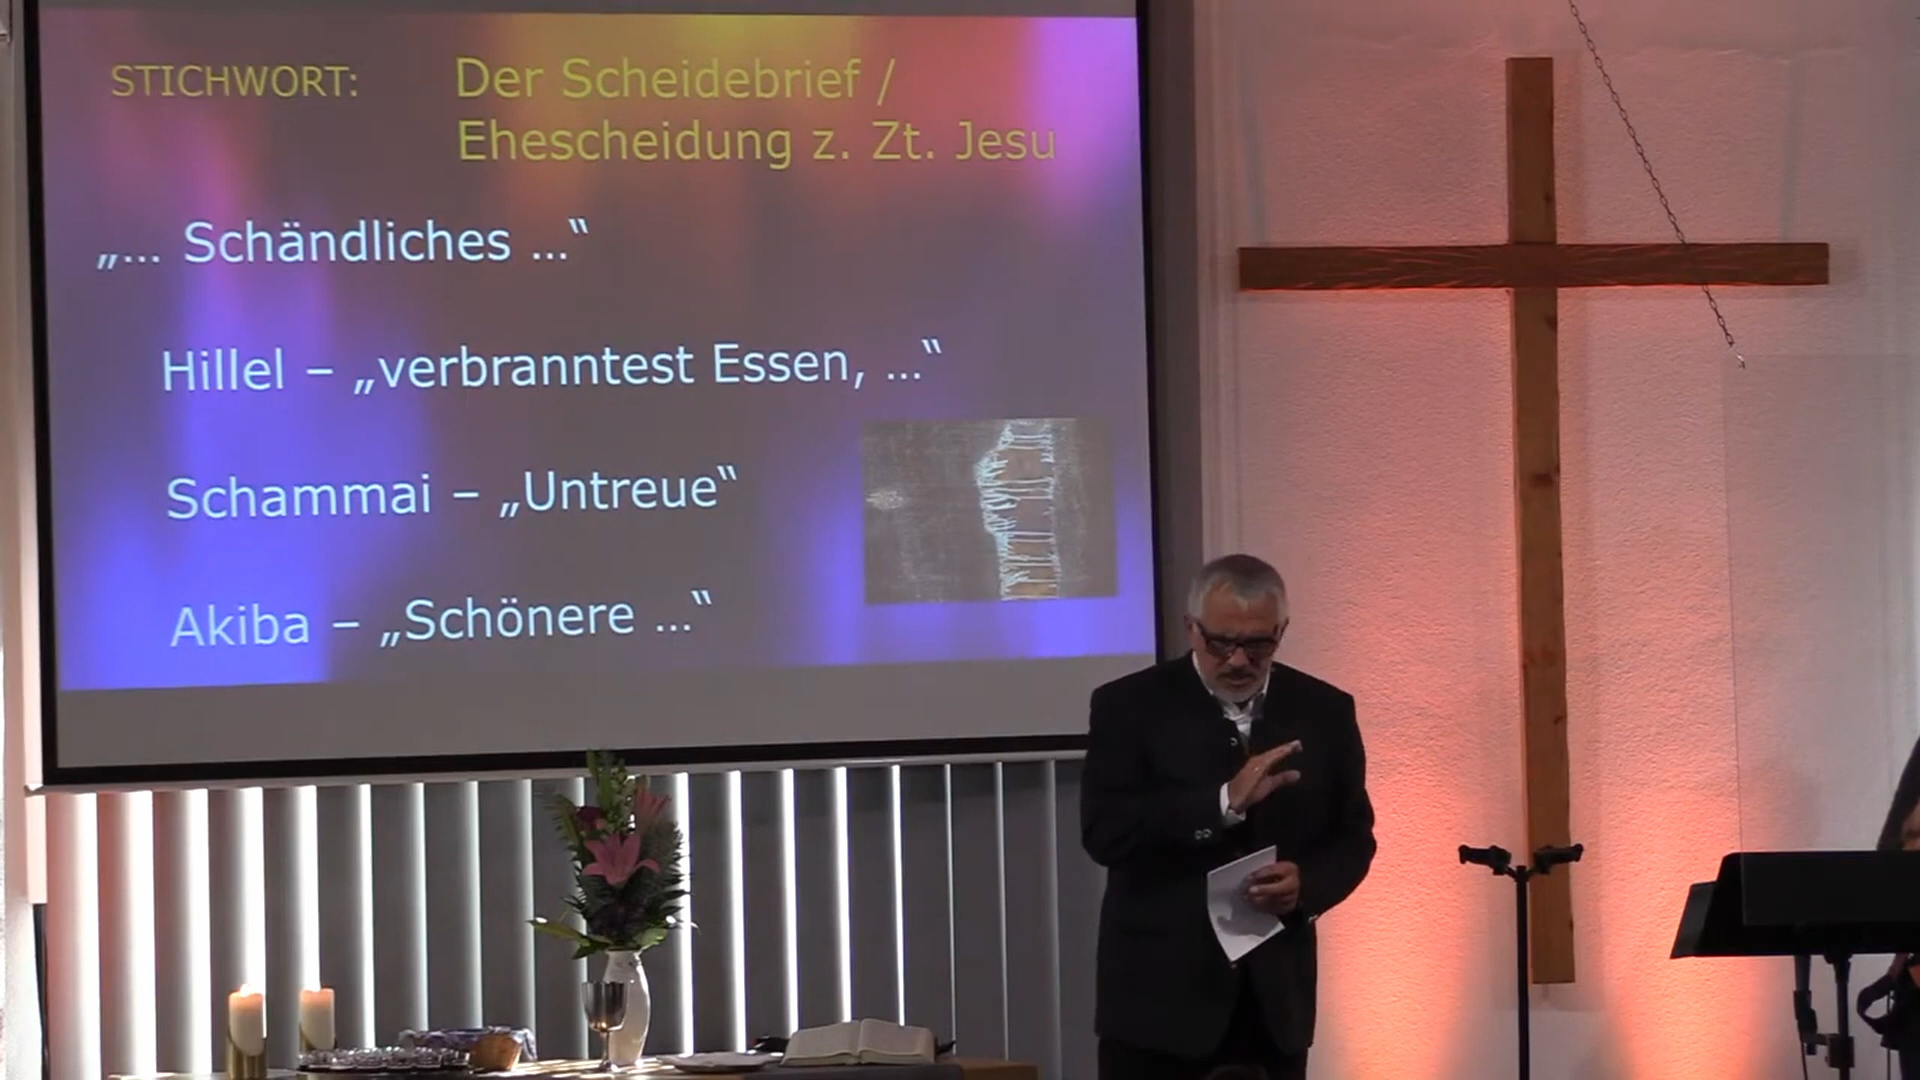 STICHWORT: Der Scheidebrief /
Ehescheidung z. Zt. Jesu
„… Schändliches …“
Hillel – „verbranntest Essen, …“
Schammai – „Untreue“
Akiba – „Schönere …“